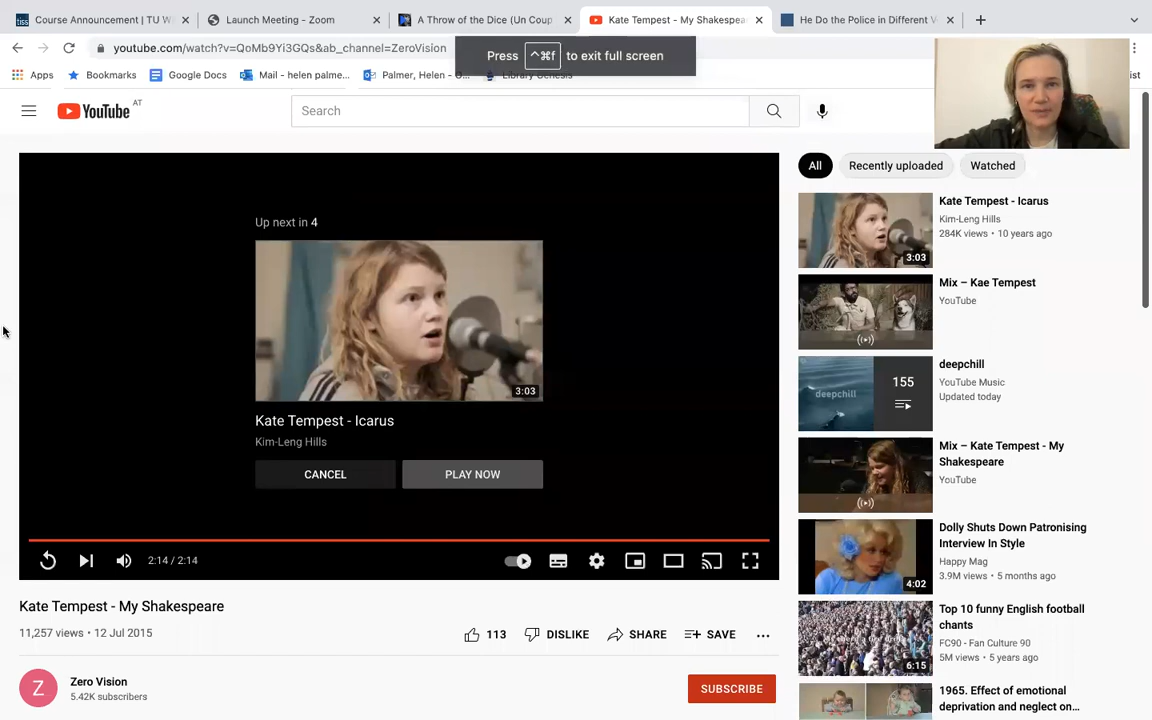 Course Announcement | TU Wi
Launch Meeting - Zoom
A Throw of the Dice (Un Coup
Kate Tempest - My Shakespear
He Do the Police in Different V
youtube.com/watch?v=QoMb9Yi3GQs&ab_channel=ZeroVision
Press ^⌘f to exit full screen
Apps
Bookmarks
Google Docs
Mail - helen palme...
Palmer, Helen - O...
Library Genesis
ist
YouTube AT
Search
All
Recently uploaded
Watched
Up next in 4
3:03
Kate Tempest - Icarus
Kim-Leng Hills
CANCEL
PLAY NOW
2:14 / 2:14
Kate Tempest - My Shakespeare
11,257 views • 12 Jul 2015
113
DISLIKE
SHARE
SAVE
Z
Zero Vision
5.42K subscribers
SUBSCRIBE
Kate Tempest - Icarus
Kim-Leng Hills
284K views • 10 years ago
3:03
Mix – Kae Tempest
YouTube
deepchill
155
deepchill
YouTube Music
Updated today
Mix – Kate Tempest - My
Shakespeare
YouTube
Dolly Shuts Down Patronising
Interview In Style
Happy Mag
3.9M views • 5 months ago
4:02
Top 10 funny English football
chants
FC90 - Fan Culture 90
5M views • 5 years ago
6:15
1965. Effect of emotional
deprivation and neglect on...